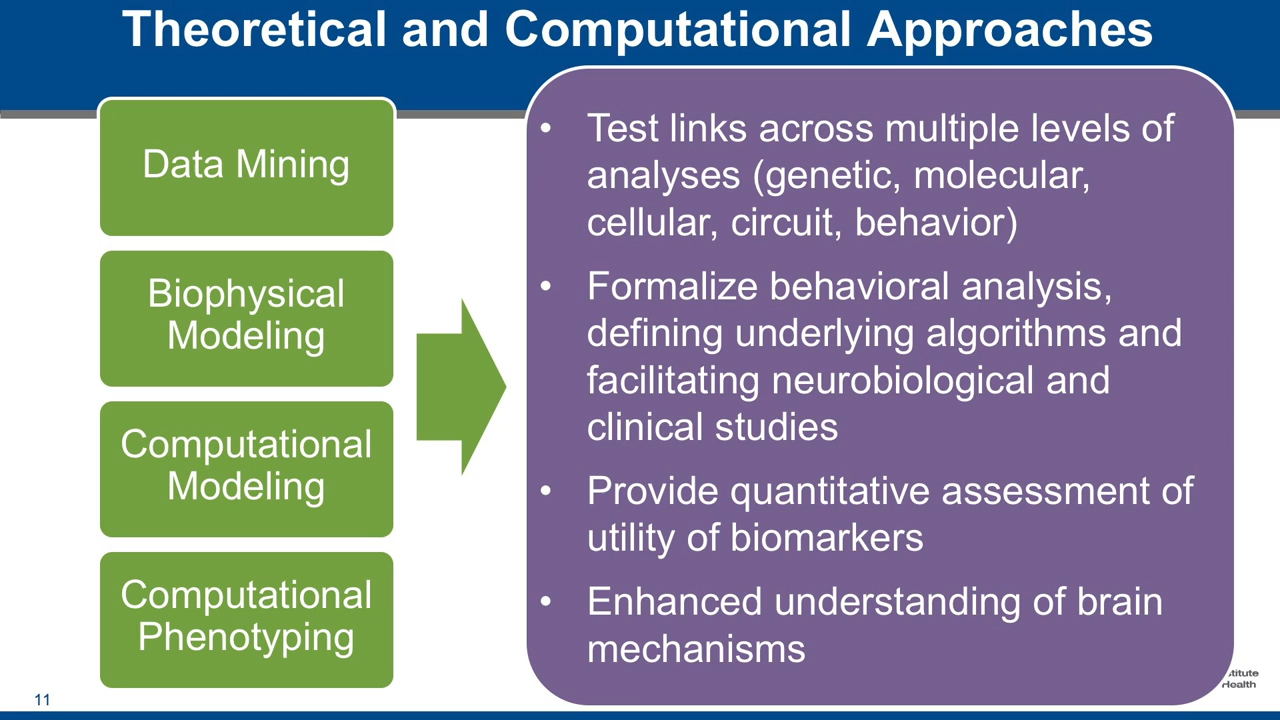 Theoretical and Computational Approaches
Data Mining
Biophysical
Modeling
Computational
Modeling
Computational
Phenotyping
• Test links across multiple levels of
analyses (genetic, molecular,
cellular, circuit, behavior)
• Formalize behavioral analysis,
defining underlying algorithms and
facilitating neurobiological and
clinical studies
• Provide quantitative assessment of
utility of biomarkers
• Enhanced understanding of brain
mechanisms
Health
11